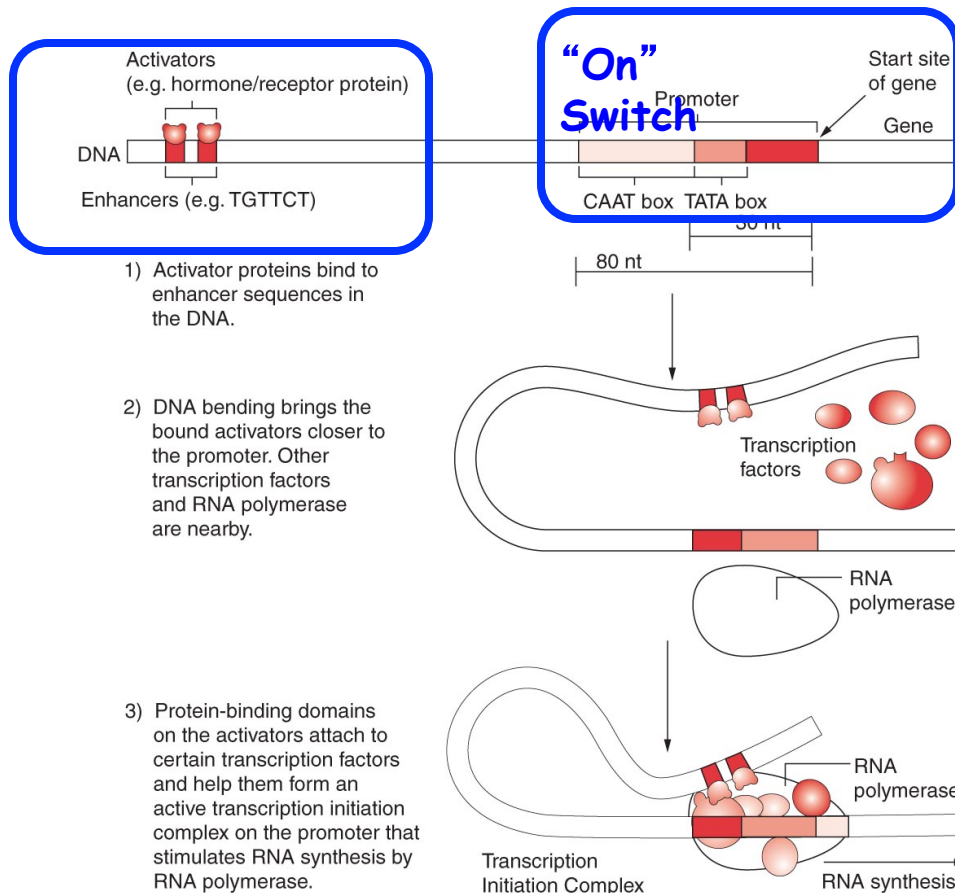 Activators
(e.g. hormone/receptor protein)
“On”
Switch
Promoter
Start site
of gene
Gene
DNA
Enhancers (e.g. TGTTCT)
CAAT box
TATA box
30 nt
80 nt
1) Activator proteins bind to
enhancer sequences in
the DNA.
2) DNA bending brings the
bound activators closer to
the promoter. Other
transcription factors
and RNA polymerase
are nearby.
Transcription
factors
RNA
polymerase
3) Protein-binding domains
on the activators attach to
certain transcription factors
and help them form an
active transcription initiation
complex on the promoter that
stimulates RNA synthesis by
RNA polymerase.
RNA
polymerase
Transcription
Initiation Complex
RNA synthesis